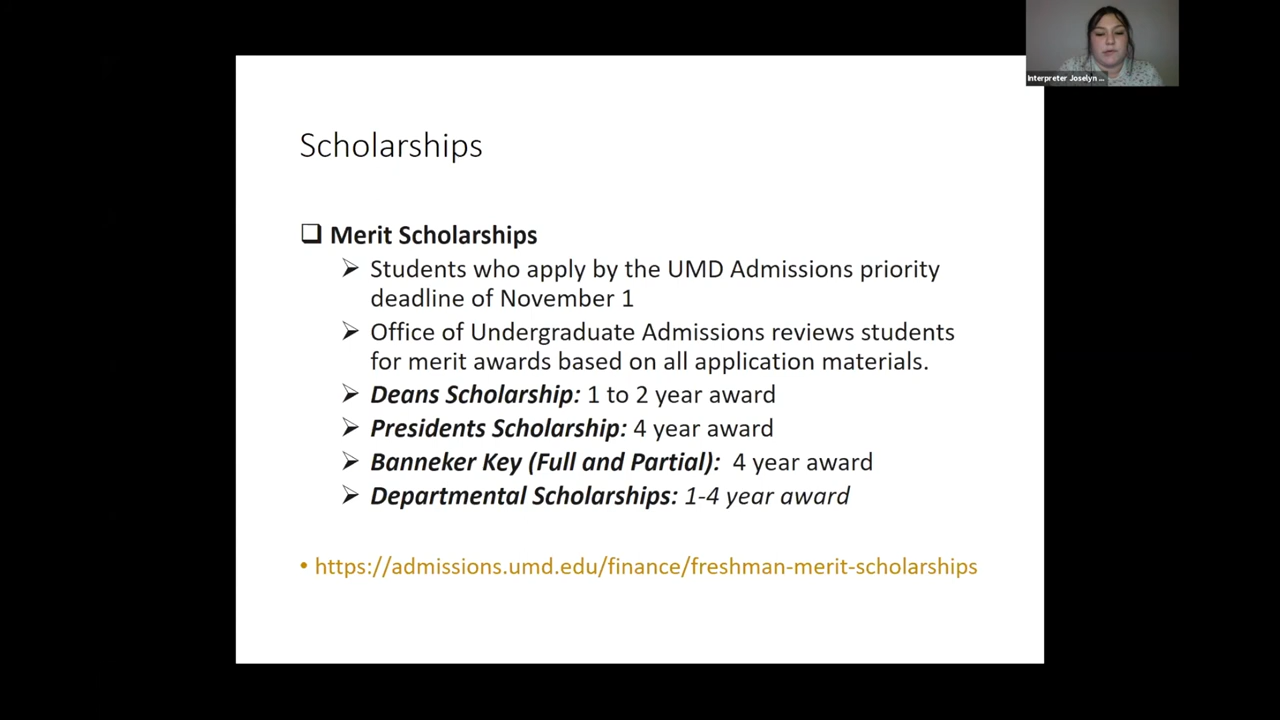 Interpreter Joselyn ...
Scholarships
❑ Merit Scholarships
➢ Students who apply by the UMD Admissions priority
deadline of November 1
➢ Office of Undergraduate Admissions reviews students
for merit awards based on all application materials.
➢ Deans Scholarship: 1 to 2 year award
➢ Presidents Scholarship: 4 year award
➢ Banneker Key (Full and Partial): 4 year award
➢ Departmental Scholarships: 1-4 year award
• https://admissions.umd.edu/finance/freshman-merit-scholarships